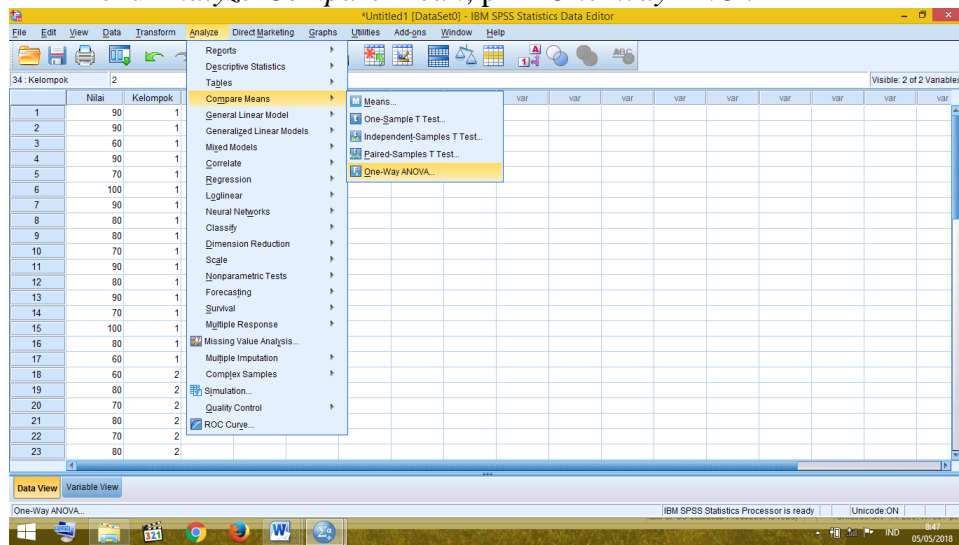 *Untitled1 [DataSet0] - IBM SPSS Statistics Data Editor
File Edit View Data Transform Analyze Direct Marketing Graphs Utilities Add-ons Window Help
34 : Kelompok 2 Visible: 2 of 2 Variables
Nilai Kelompok var var var var var var var var
1 90 1
2 90 1
3 60 1
4 90 1
5 70 1
6 100 1
7 90 1
8 80 1
9 80 1
10 70 1
11 90 1
12 80 1
13 90 1
14 70 1
15 100 1
16 80 1
17 60 1
18 60 2
19 80 2
20 70 2
21 80 2
22 70 2
23 80 2
Reports
Descriptive Statistics
Tables
Compare Means
General Linear Model
Generalized Linear Models
Mixed Models
Correlate
Regression
Loglinear
Neural Networks
Classify
Dimension Reduction
Scale
Nonparametric Tests
Forecasting
Survival
Multiple Response
Missing Value Analysis...
Multiple Imputation
Complex Samples
Simulation...
Quality Control
ROC Curve...
Means...
One-Sample T Test...
Independent-Samples T Test...
Paired-Samples T Test...
One-Way ANOVA...
Data View Variable View
One-Way ANOVA... IBM SPSS Statistics Processor is ready Unicode:ON
IND 8:47
05/05/2018